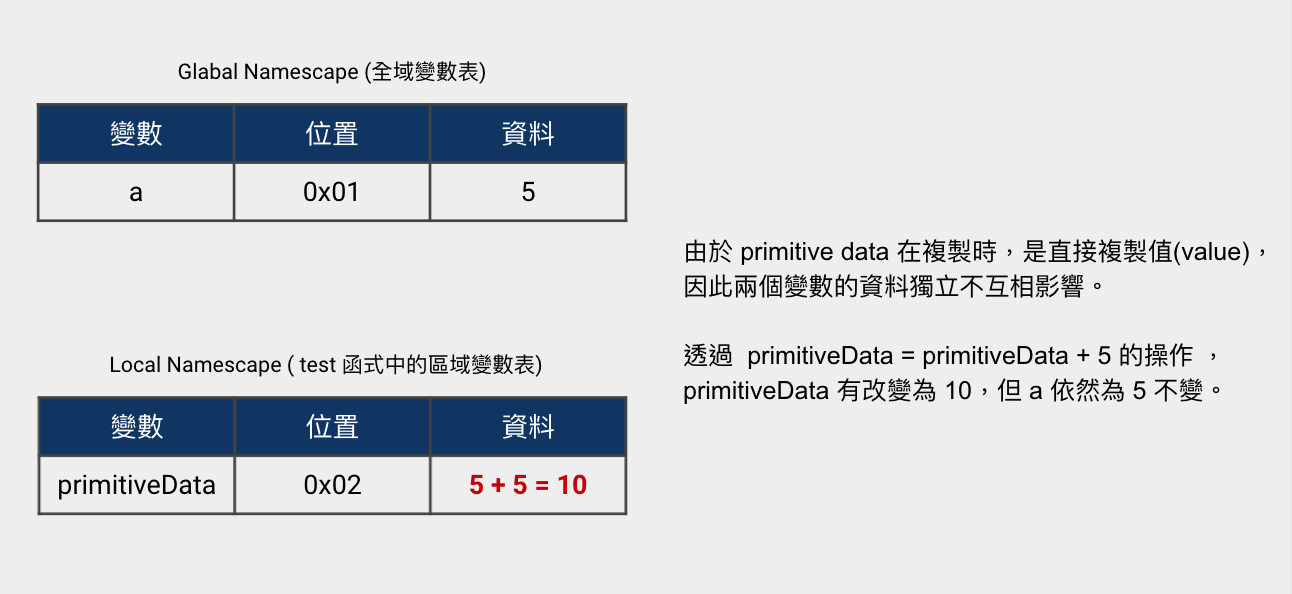 Glabal Namescape (全域變數表)
變數 位置 資料
a 0x01 5
由於 primitive data 在複製時，是直接複製值(value)，
因此兩個變數的資料獨立不互相影響。
透過 primitiveData = primitiveData + 5 的操作 ，
primitiveData 有改變為 10，但 a 依然為 5 不變。
Local Namescape ( test 函式中的區域變數表)
變數 位置 資料
primitiveData 0x02 5 + 5 = 10